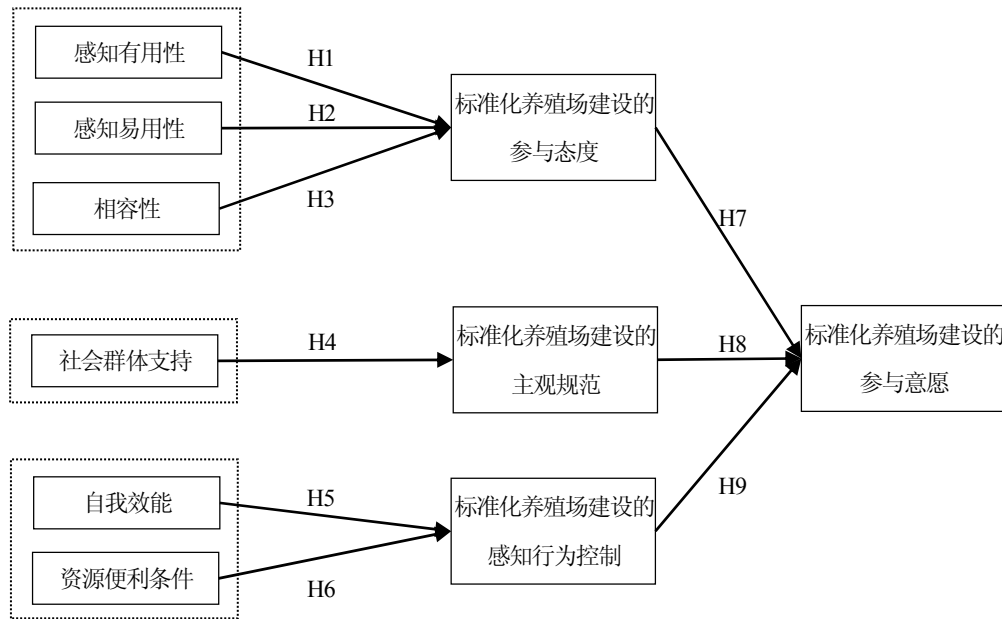 感知有用性
感知易用性
相容性
H1
H2
H3
标准化养殖场建设的
参与态度
H7
社会群体支持
H4
标准化养殖场建设的
主观规范
H8
标准化养殖场建设的
参与意愿
自我效能
资源便利条件
H5
H6
标准化养殖场建设的
感知行为控制
H9